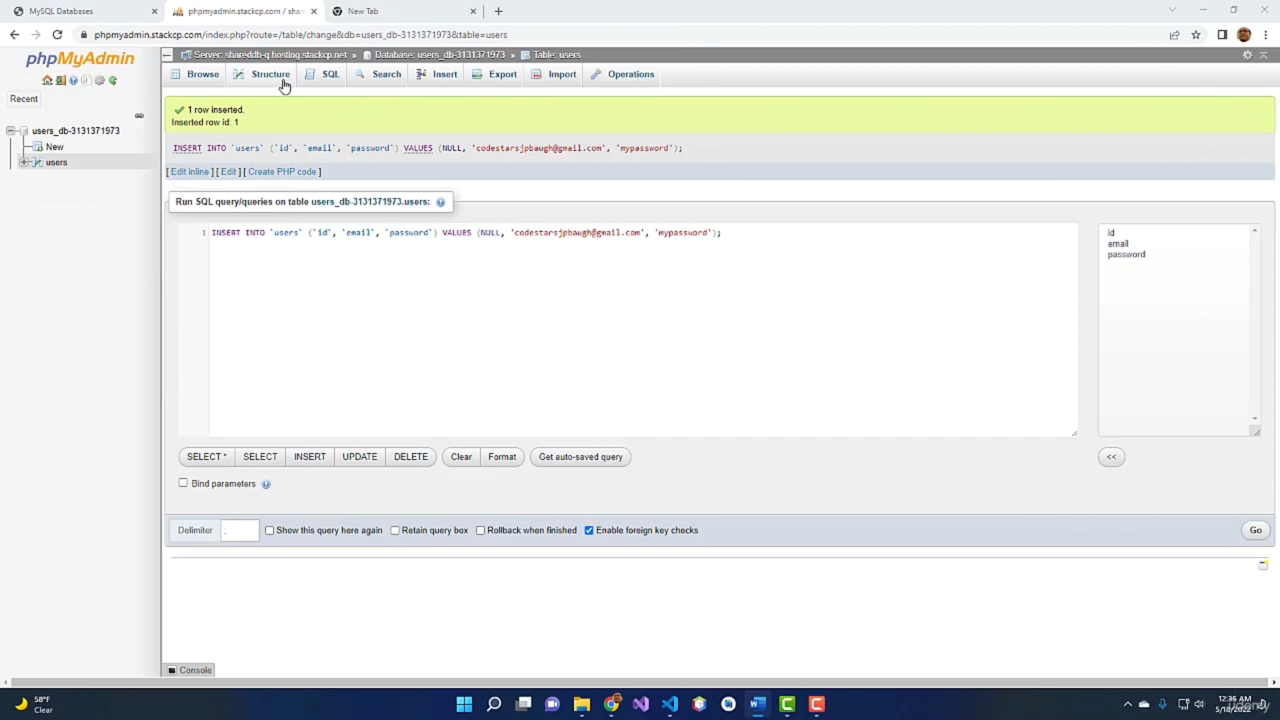 MySQL Databases
phpmyadmin.stackcp.com / share
New Tab
phpmyadmin.stackcp.com/index.php?route=/table/change&db=users_db-3131371973&table=users
phpMyAdmin
Server: shareddb-q.hosting.stackcp.net » Database: users_db-3131371973 » Table: users
Browse Structure SQL Search Insert Export Import Operations
Recent
1 row inserted.
Inserted row id: 1
users_db-3131371973
New
users
INSERT INTO `users` (`id`, `email`, `password`) VALUES (NULL, 'codestarsjpbaugh@gmail.com', 'mypassword');
[ Edit inline ] [ Edit ] [ Create PHP code ]
Run SQL query/queries on table users_db-3131371973.users:
1 INSERT INTO `users` (`id`, `email`, `password`) VALUES (NULL, 'codestarsjpbaugh@gmail.com', 'mypassword');
id
email
password
SELECT * SELECT INSERT UPDATE DELETE Clear Format Get auto-saved query <<
Bind parameters
Delimiter ; Show this query here again Retain query box Rollback when finished Enable foreign key checks Go
Console
58°F
Clear
12:35 AM